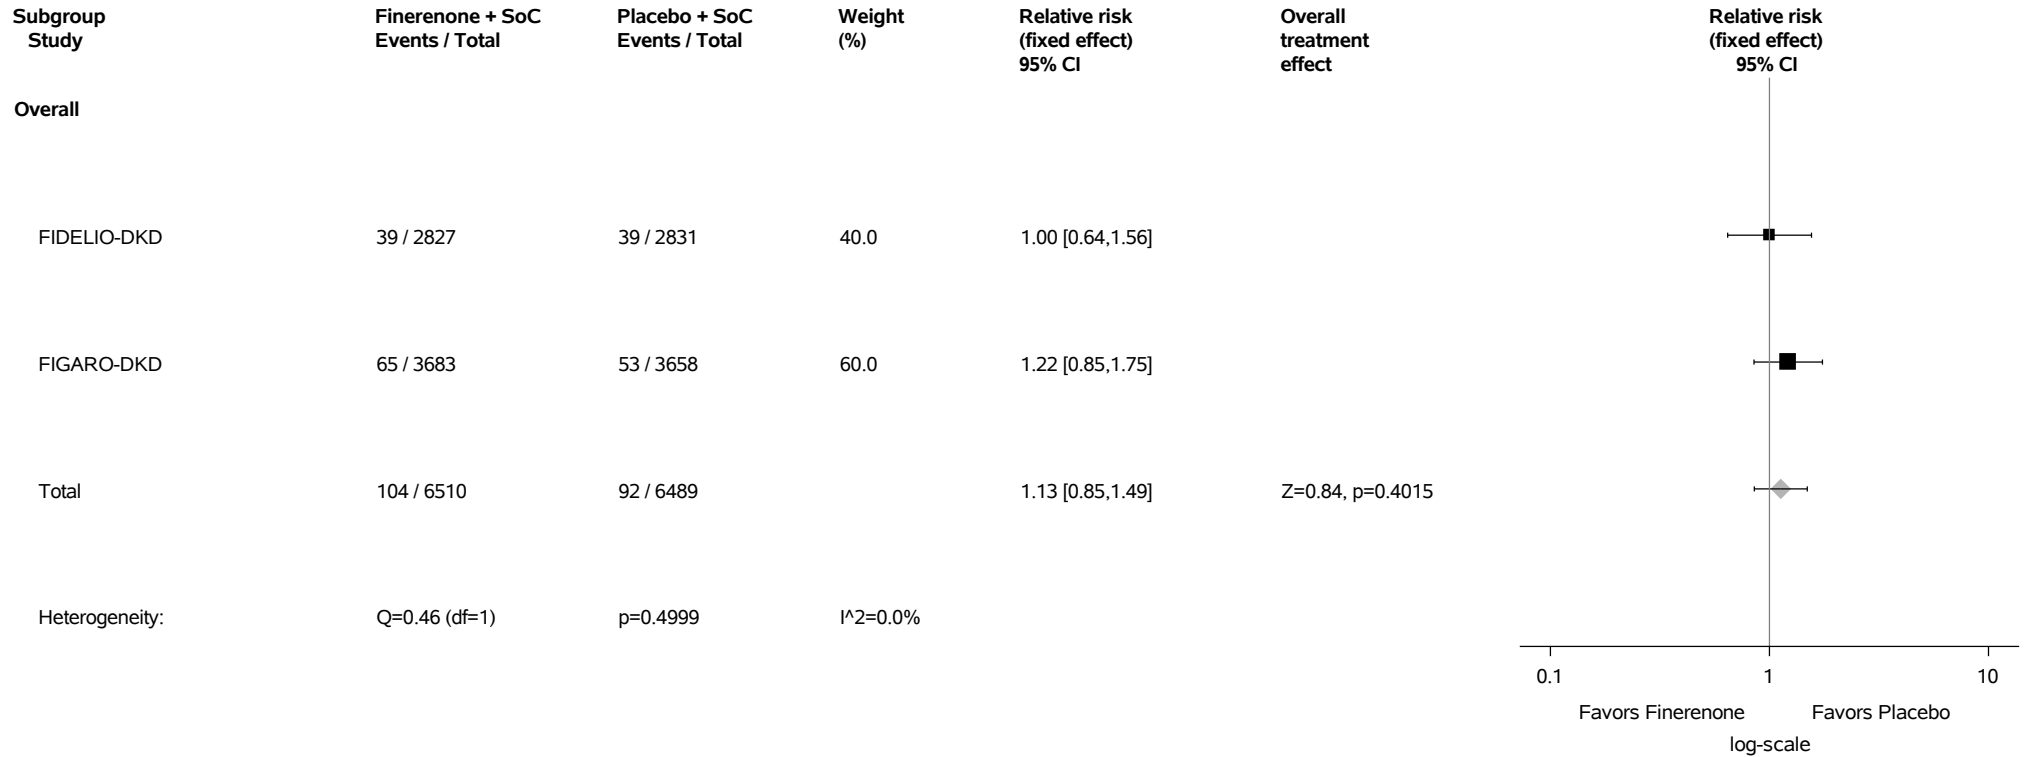 Subgroup Finerenone + SoC Placebo + SoC Weight Relative risk Overall Relative risk
Study Events / Total Events / Total (%) (fixed effect) treatment (fixed effect)
95% CI effect 95% CI
Overall
FIDELIO-DKD 39 / 2827 39 / 2831 40.0 1.00 [0.64,1.56]
FIGARO-DKD 65 / 3683 53 / 3658 60.0 1.22 [0.85,1.75]
Total 104 / 6510 92 / 6489 1.13 [0.85,1.49] Z=0.84, p=0.4015
Heterogeneity: Q=0.46 (df=1) p=0.4999 I^2=0.0%
0.1 1 10
Favors Finerenone Favors Placebo
log-scale